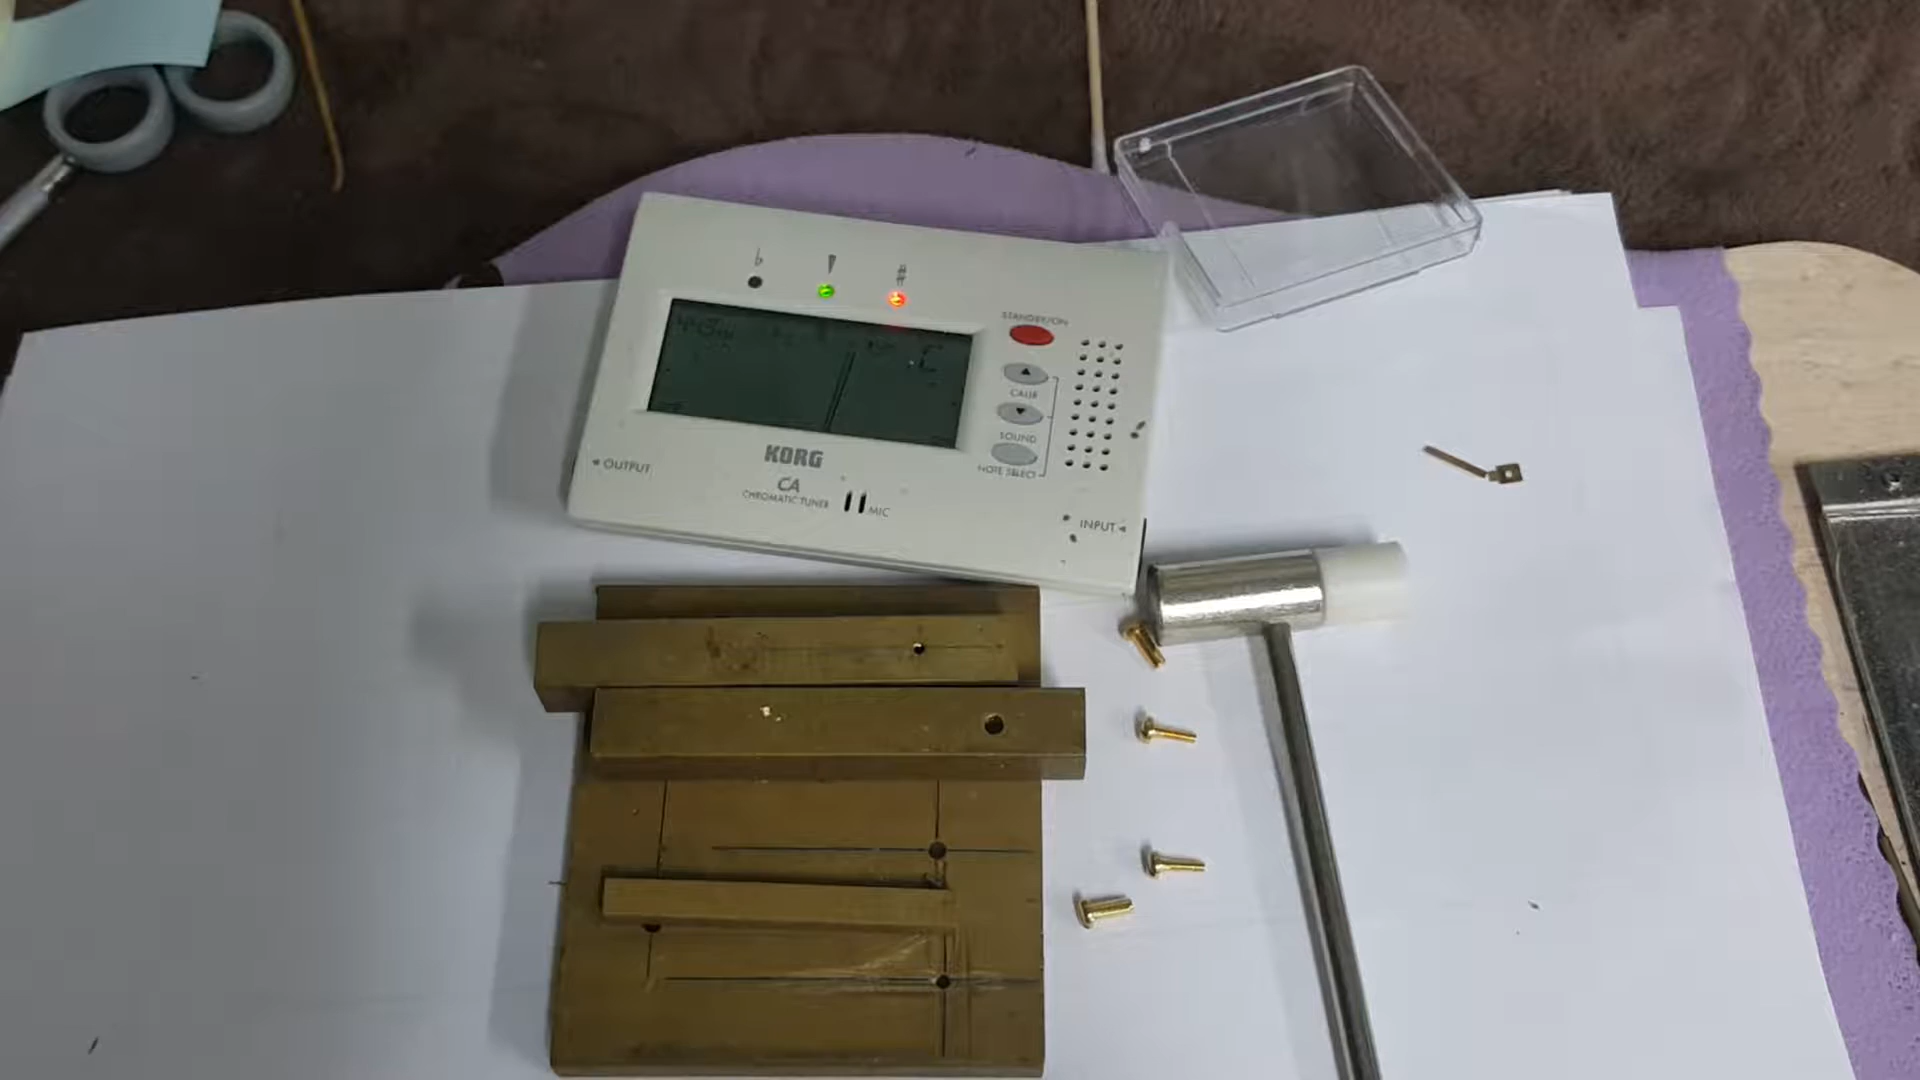 ♭ ♯
STANDBY/ON
CALIB
SOUND
NOTE SELECT
OUTPUT
KORG
CA
CHROMATIC TUNER
MIC
INPUT